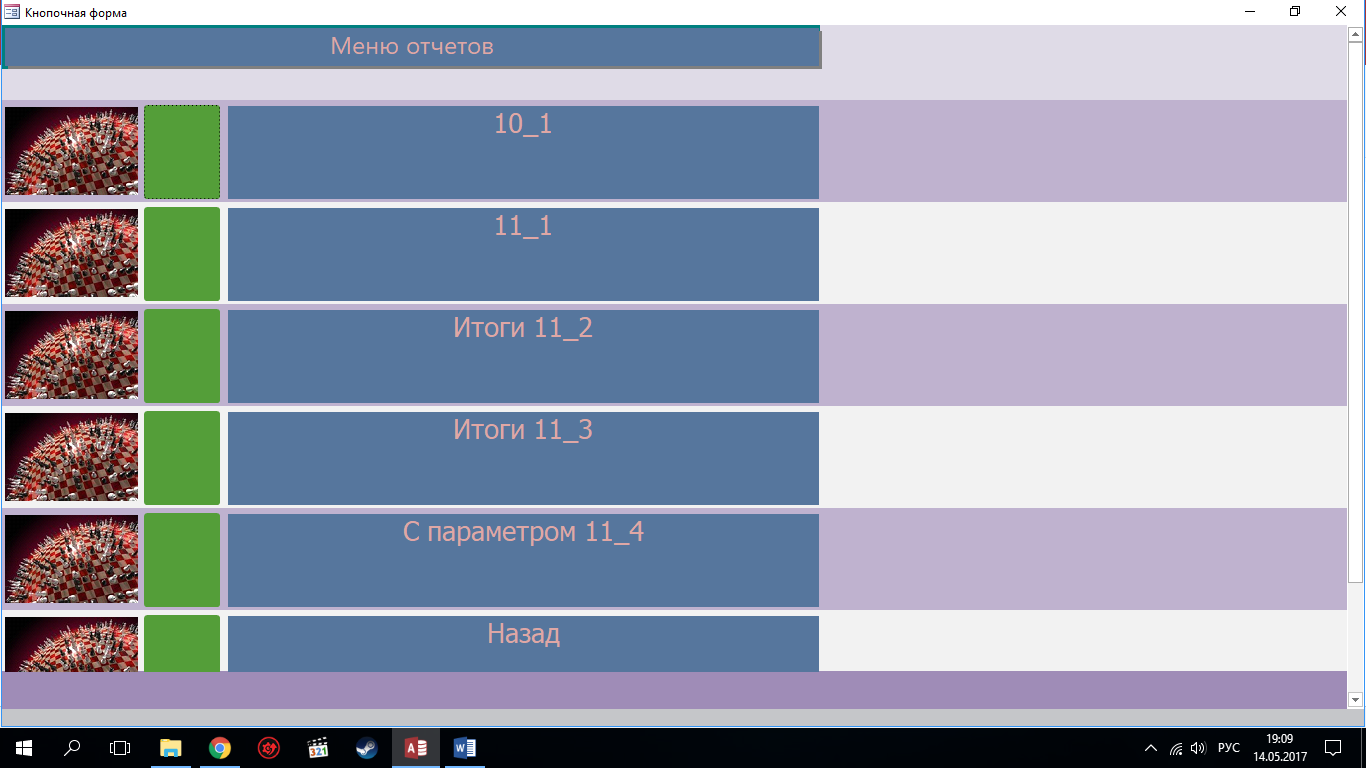 Кнопочная форма
Меню отчетов
10_1
11_1
Итоги 11_2
Итоги 11_3
С параметром 11_4
Назад
321
РУС
19:09
14.05.2017